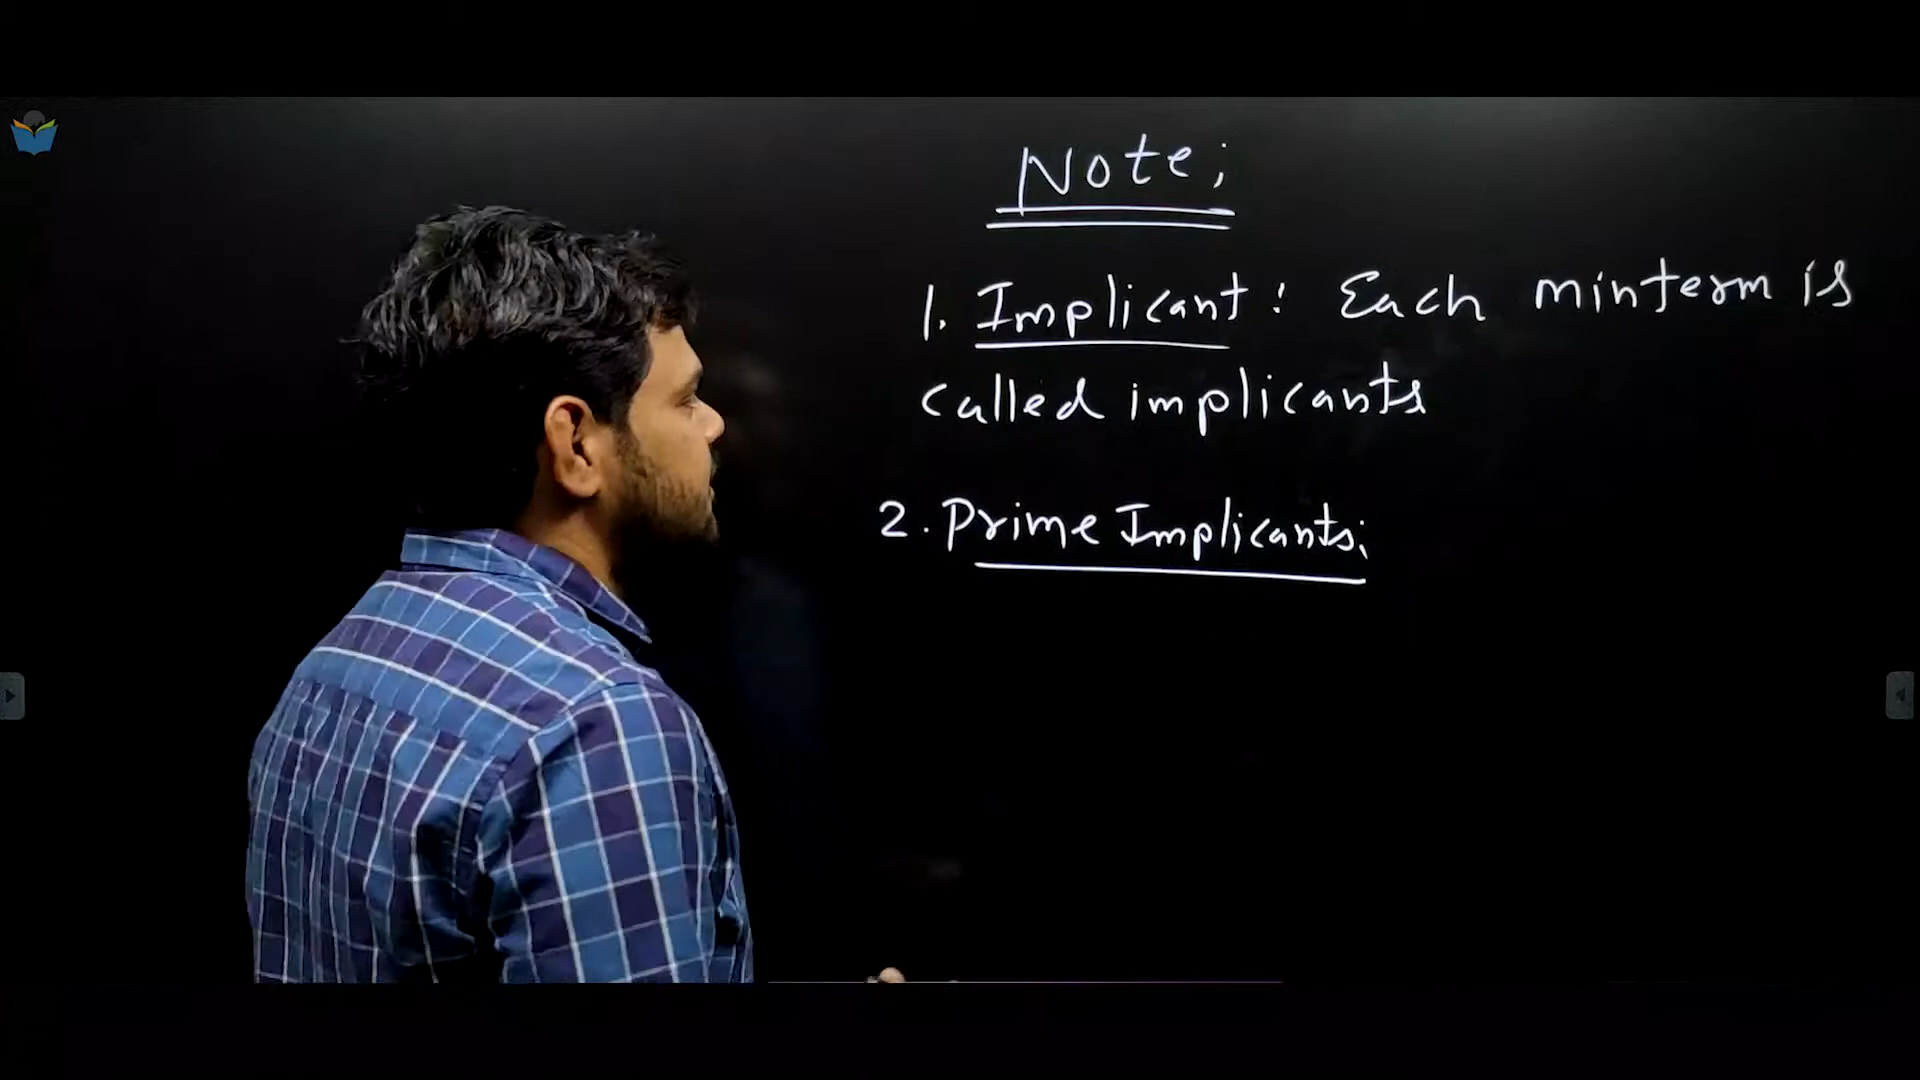 Note;
1. Implicant: Each minterm is
called implicants
2. Prime Implicants;